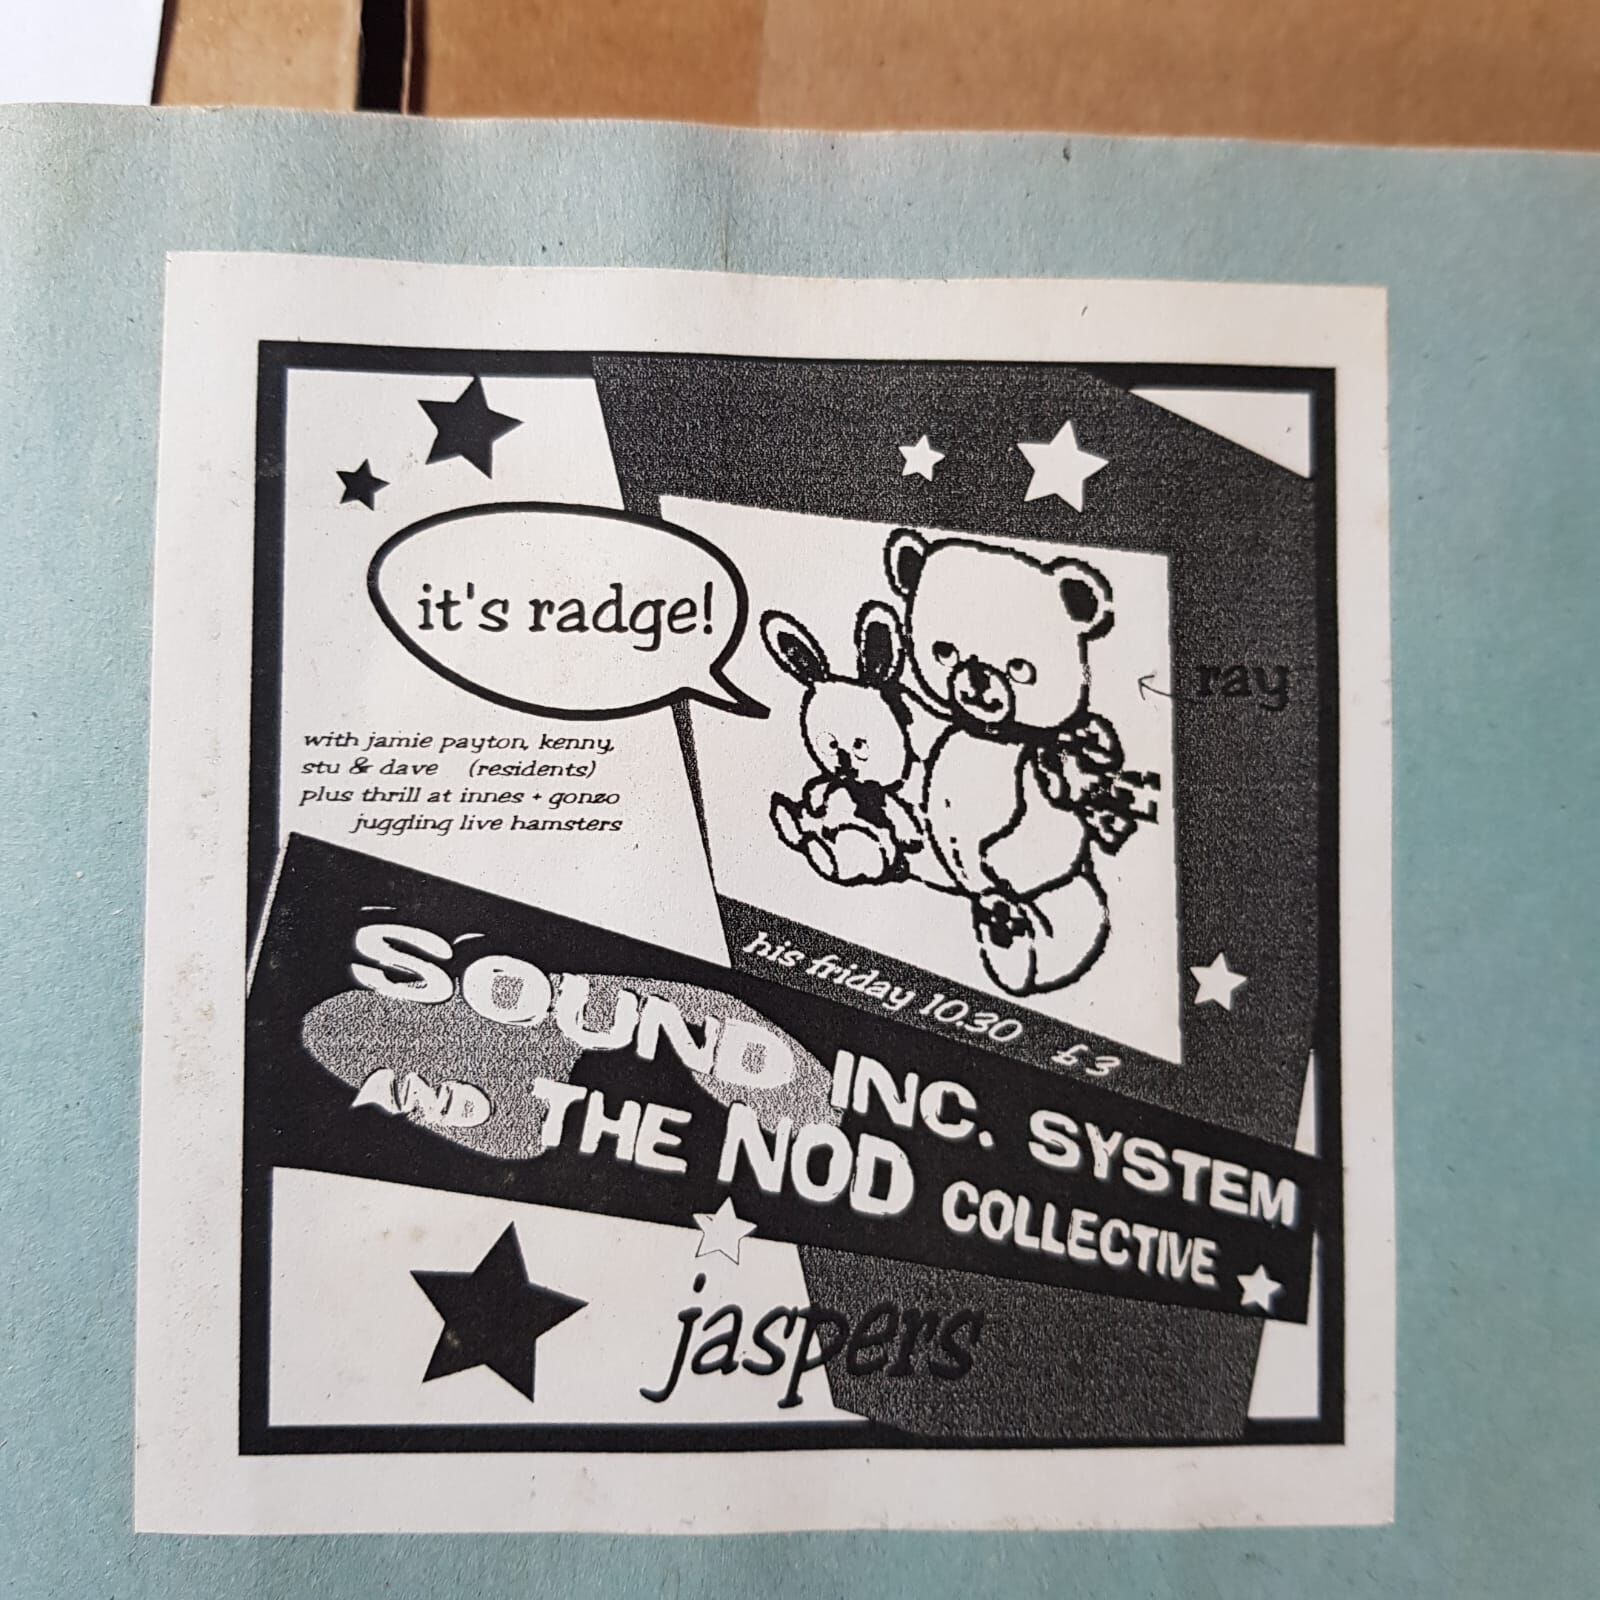 it's radge!
ray
with jamie payton, kenny,
stu & dave (residents)
plus thrill at innes + gonzo
juggling live hamsters
his friday 10.30 £3
SOUND INC. SYSTEM
AND THE NOD COLLECTIVE
jaspers